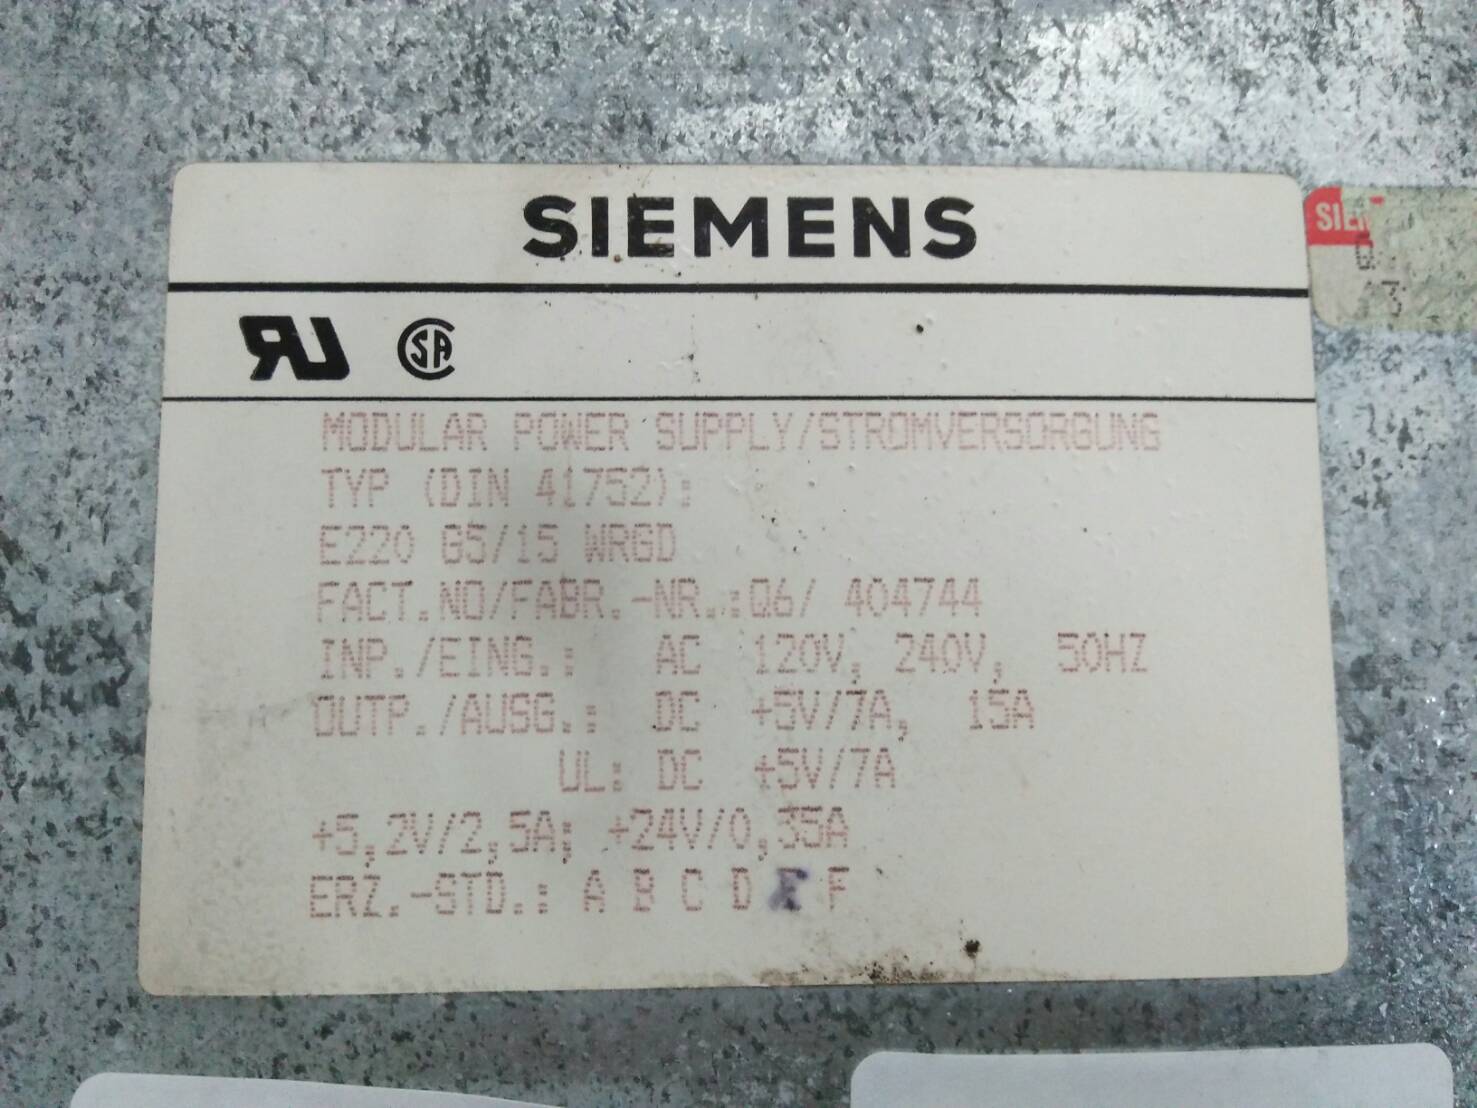 SIEMENS
RU CSA
MODULAR POWER SUPPLY/STROMVERSORGUNG
TYP (DIN 41752):
E220 G5/15 WRGD
FACT.NO/FABR.-NR.:Q6/ 404744
INP./EING.: AC 120V, 240V, 50HZ
OUTP./AUSG.: DC +5V/7A, 15A
UL: DC +5V/7A
+5,2V/2,5A; +24V/0,35A
ERZ.-STD.: A B C D E F